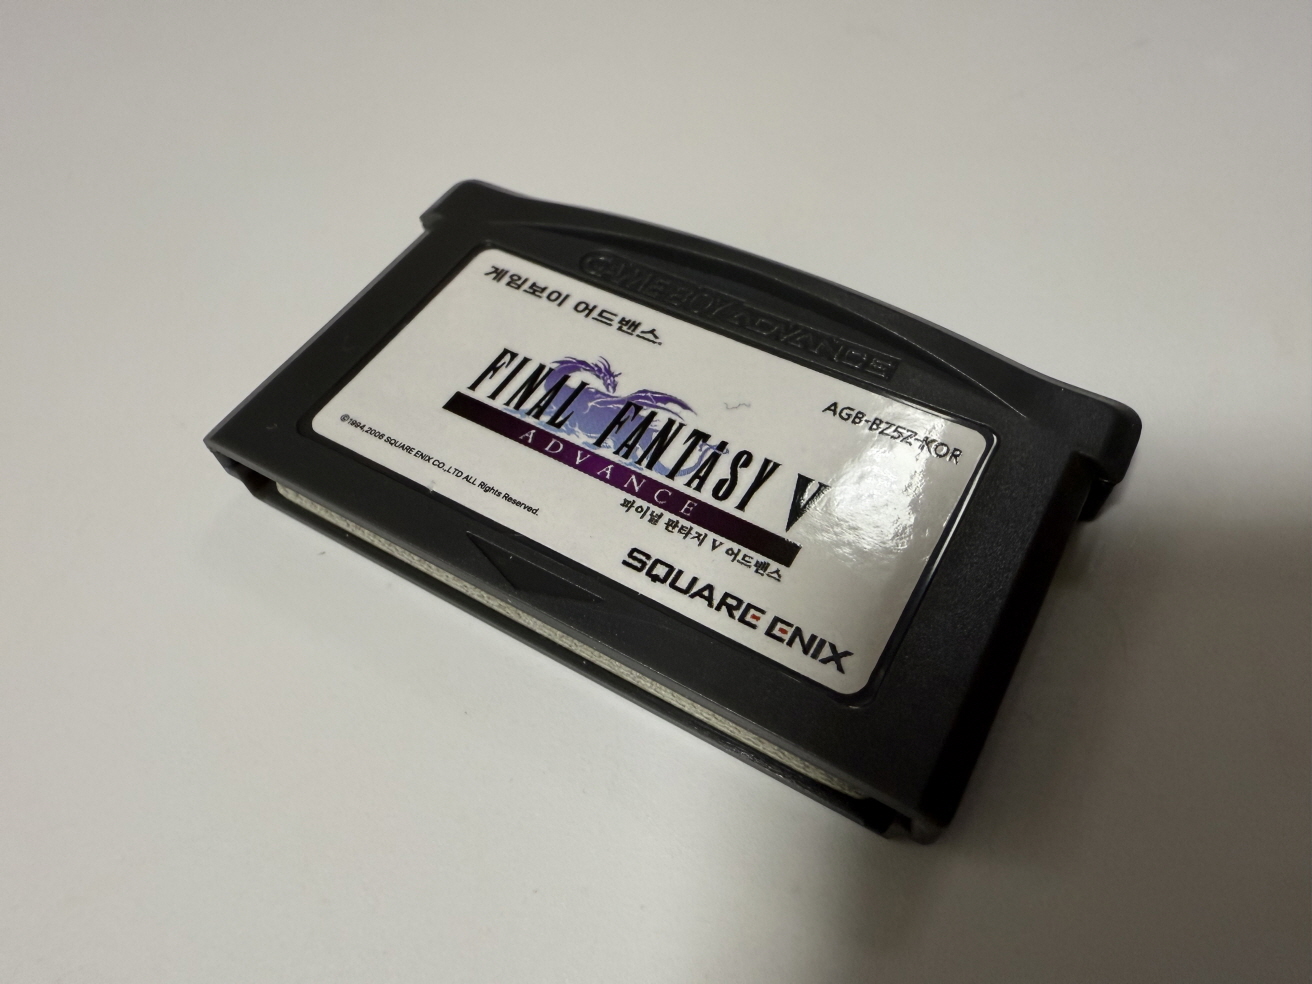 GAME BOY ADVANCE
게임보이 어드밴스
AGB-BZ5Z-KOR
FINAL FANTASY V
ADVANCE
파이널 판타지 V 어드밴스
©1994,2006 SQUARE ENIX CO.,LTD ALL Rights Reserved.
SQUARE ENIX